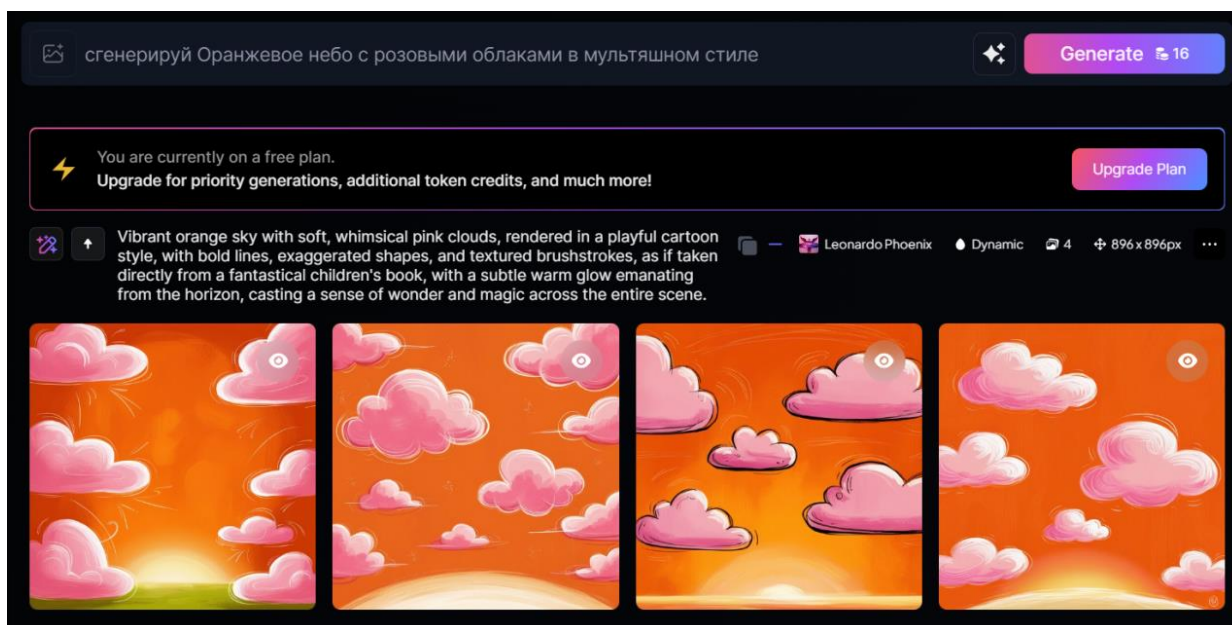 сгенерируй Оранжевое небо с розовыми облаками в мультяшном стиле
Generate 16
You are currently on a free plan.
Upgrade for priority generations, additional token credits, and much more!
Upgrade Plan
Vibrant orange sky with soft, whimsical pink clouds, rendered in a playful cartoon
style, with bold lines, exaggerated shapes, and textured brushstrokes, as if taken
directly from a fantastical children's book, with a subtle warm glow emanating
from the horizon, casting a sense of wonder and magic across the entire scene.
Leonardo Phoenix Dynamic 4 896 x 896px